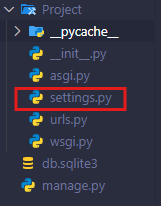 Project
__pycache__
__init__.py
asgi.py
settings.py
urls.py
wsgi.py
db.sqlite3
manage.py